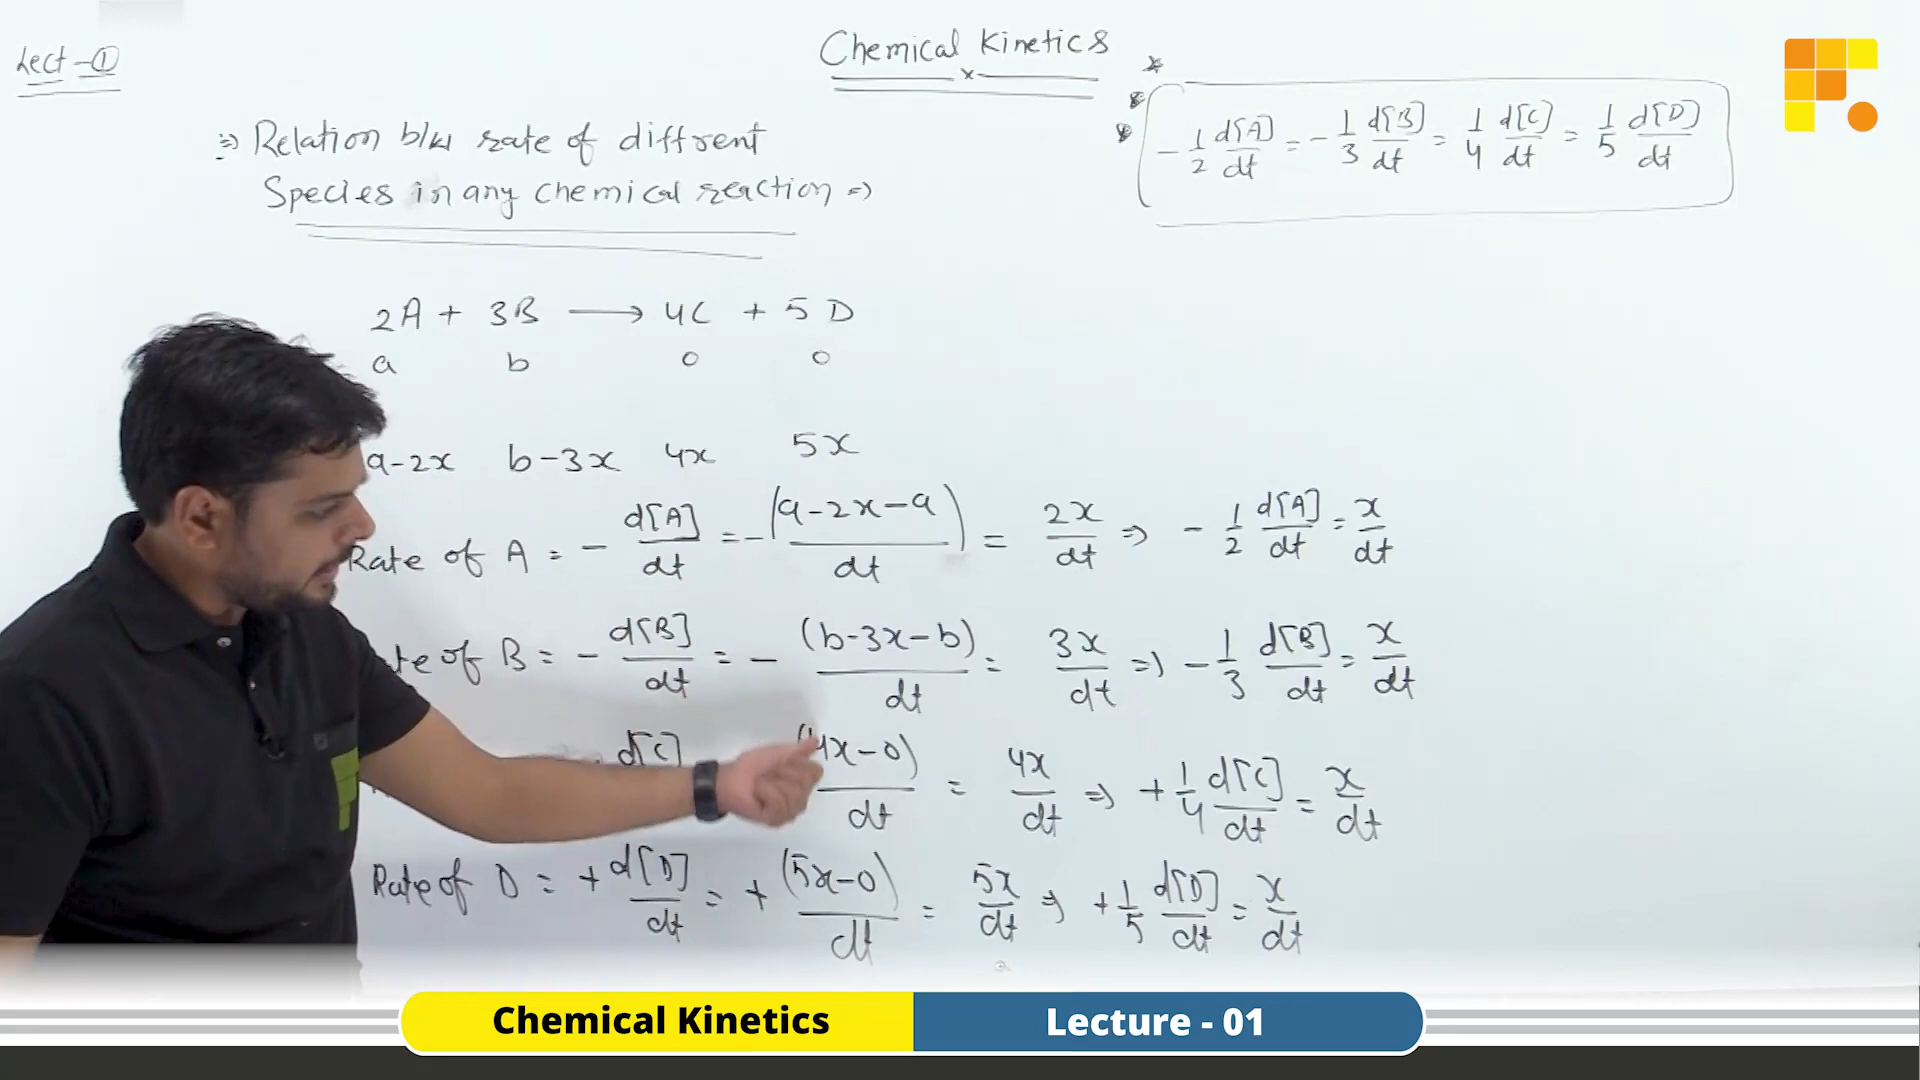 Lect-①
Chemical Kinetics
⇒ Relation b/w rate of diffrent
Species in any chemical reaction ⇒
-1/2 d[A]/dt = -1/3 d[B]/dt = 1/4 d[C]/dt = 1/5 d[D]/dt
2A + 3B ⟶ 4C + 5D
a b 0 0
a-2x b-3x 4x 5x
Rate of A = - d[A]/dt = -(a-2x-a)/dt = 2x/dt ⇒ -1/2 d[A]/dt = x/dt
te of B = - d[B]/dt = - (b-3x-b)/dt = 3x/dt ⇒ -1/3 d[B]/dt = x/dt
d[C] (4x-0)/dt = 4x/dt ⇒ +1/4 d[C]/dt = x/dt
Rate of D = + d[D]/dt = + (5x-0)/dt = 5x/dt ⇒ +1/5 d[D]/dt = x/dt
Chemical Kinetics Lecture - 01